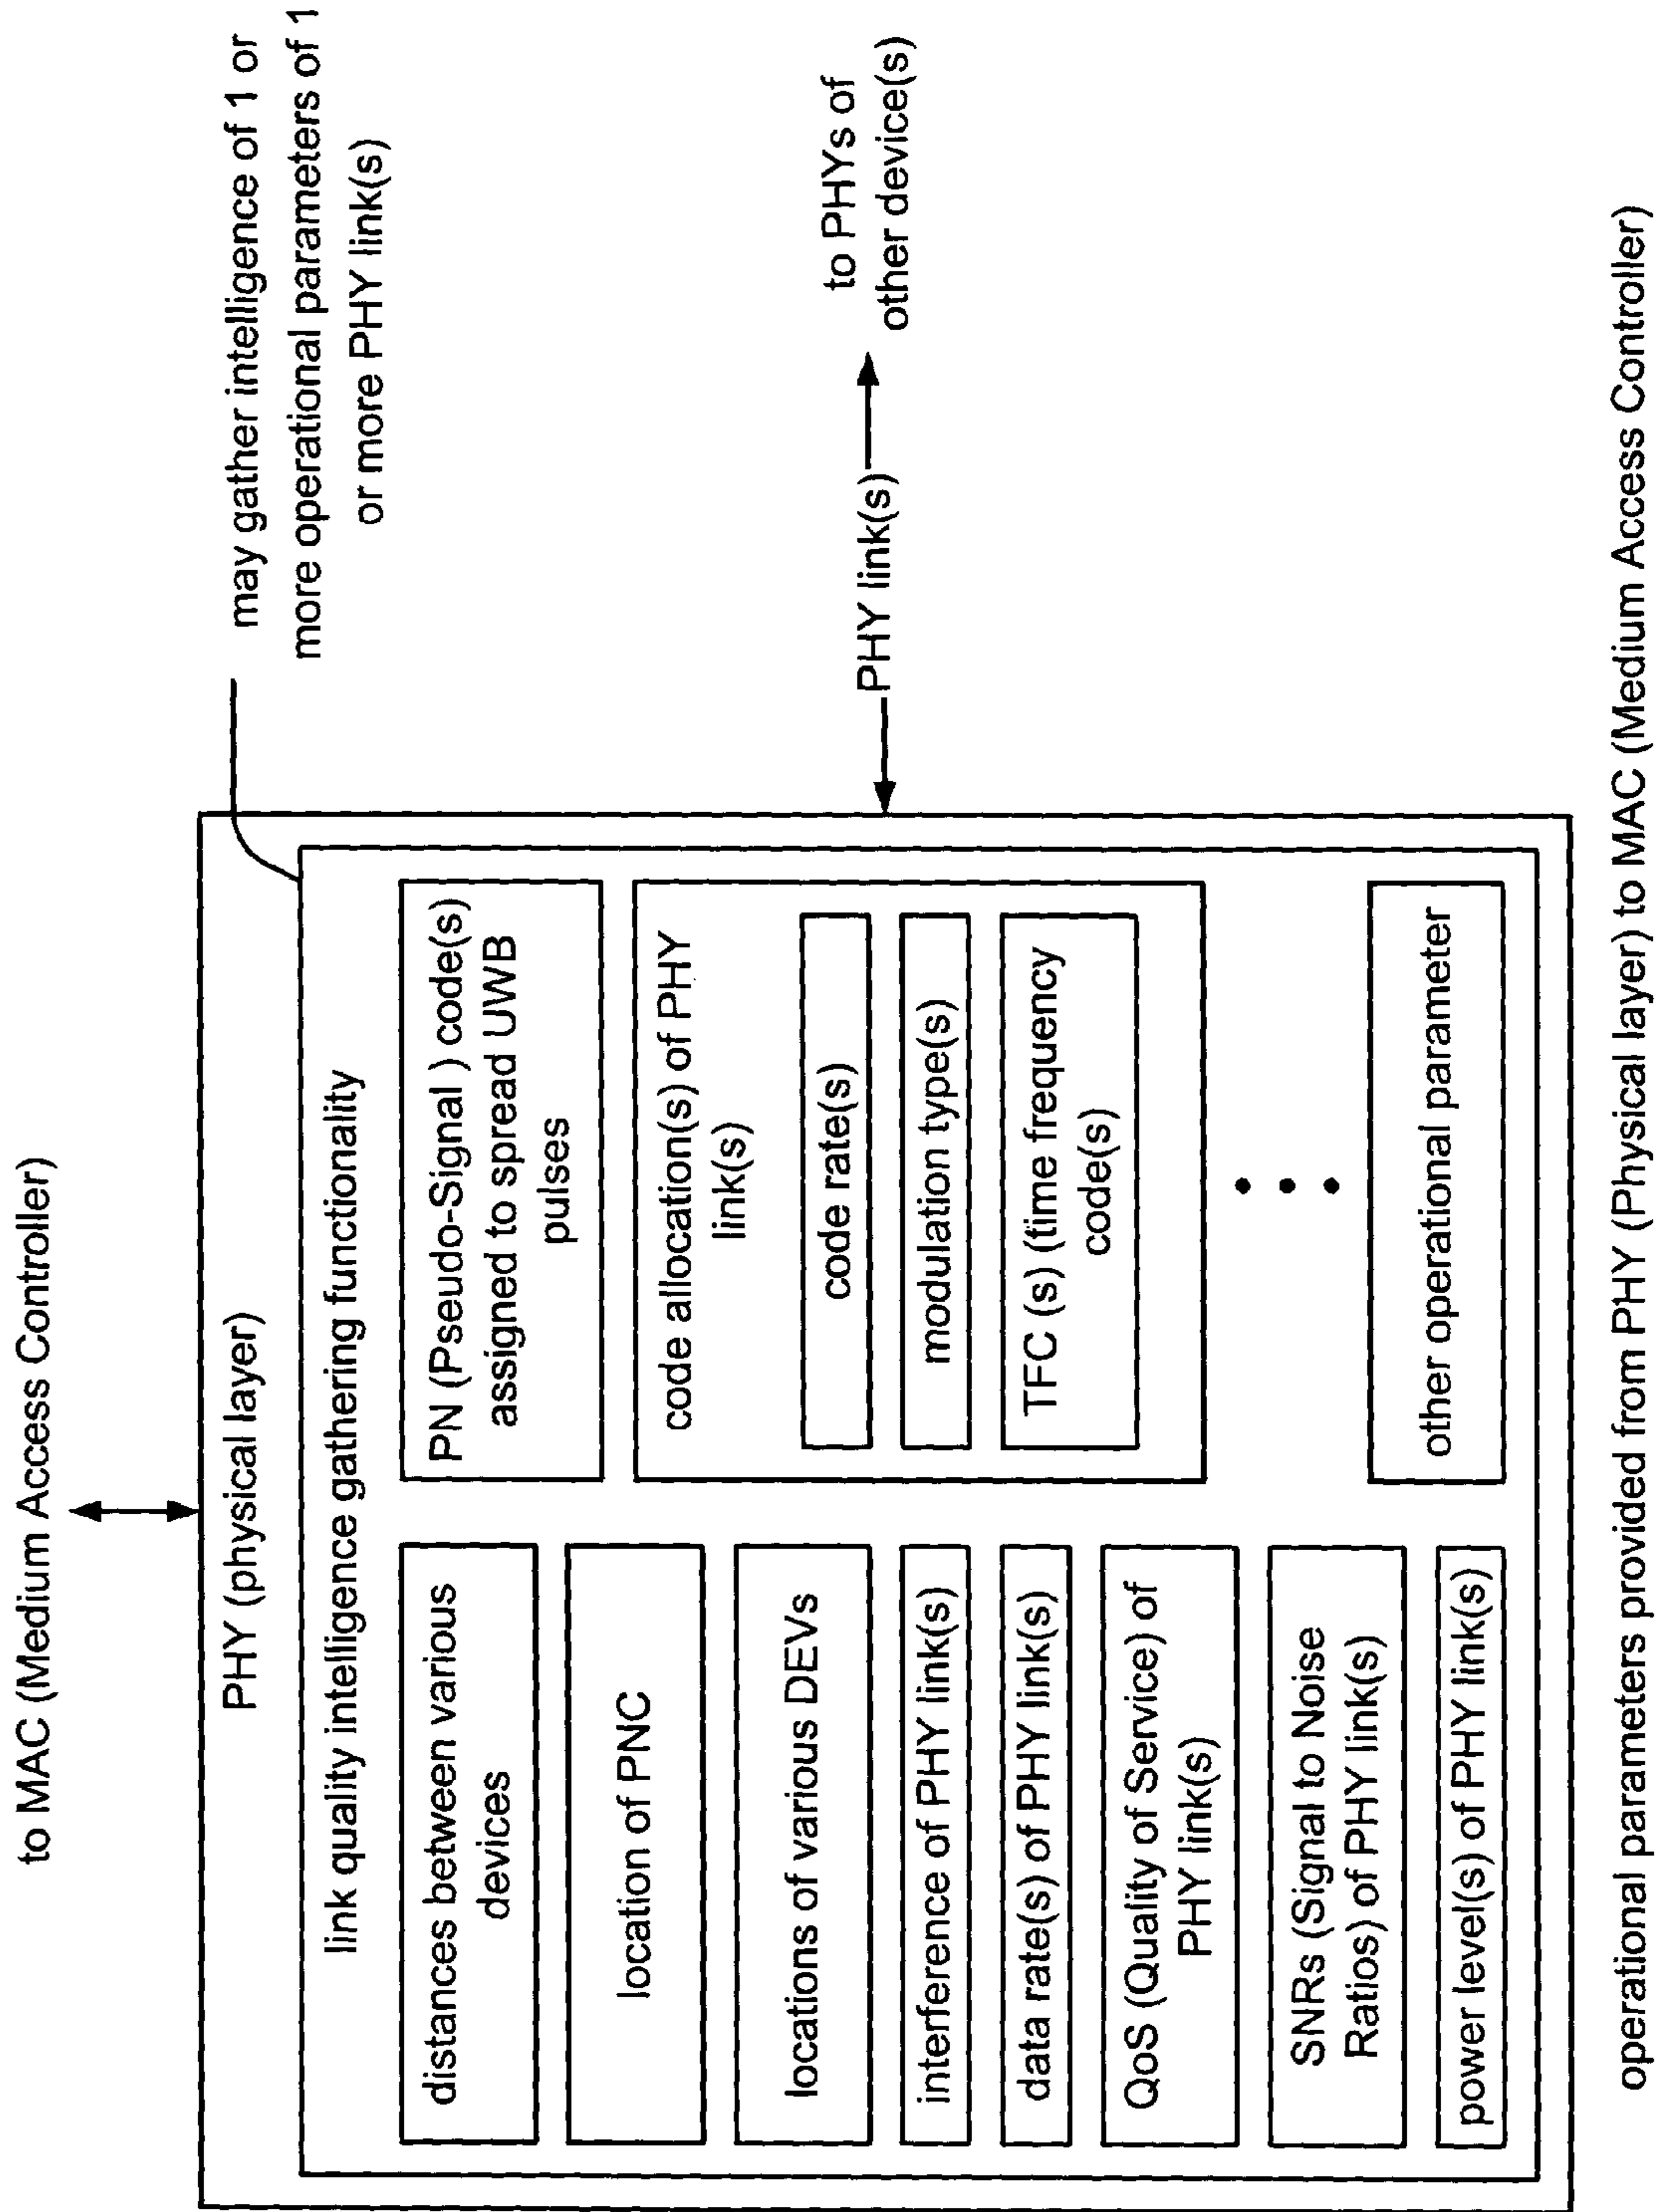 to MAC (Medium Access Controller)
PHY (physical layer)
link quality intelligence gathering functionality
distances between various
devices
location of PNC
locations of various DEVs
interference of PHY link(s)
data rate(s) of PHY link(s)
QoS (Quality of Service) of
PHY link(s)
SNRs (Signal to Noise
Ratios) of PHY link(s)
power level(s) of PHY link(s)
PN (Pseudo-Signal ) code(s)
assigned to spread UWB
pulses
code allocation(s) of PHY
link(s)
code rate(s)
modulation type(s)
TFC (s) (time frequency
code(s)
other operational parameter
may gather intelligence of 1 or
more operational parameters of 1
or more PHY link(s)
PHY link(s)
to PHYs of
other device(s)
operational parameters provided from PHY (Physical layer) to MAC (Medium Access Controller)